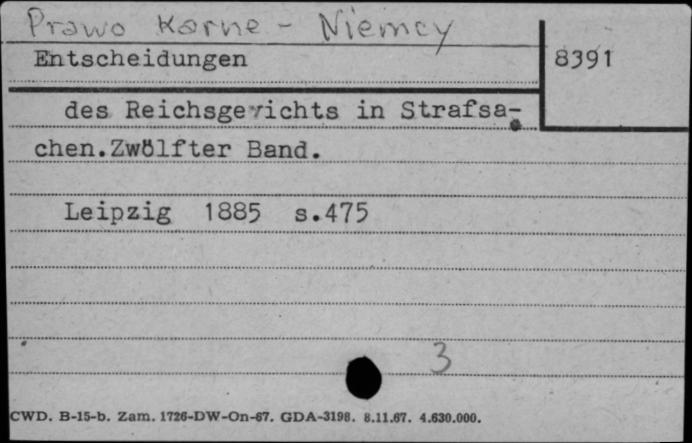 Prawo Karne - Niemcy
Entscheidungen
8391
des Reichsgerichts in Strafsa-
chen.Zwölfter Band.
Leipzig 1885 s.475
3
CWD. B-15-b. Zam. 1726-DW-On-67. GDA-3198. 8.11.67. 4.630.000.